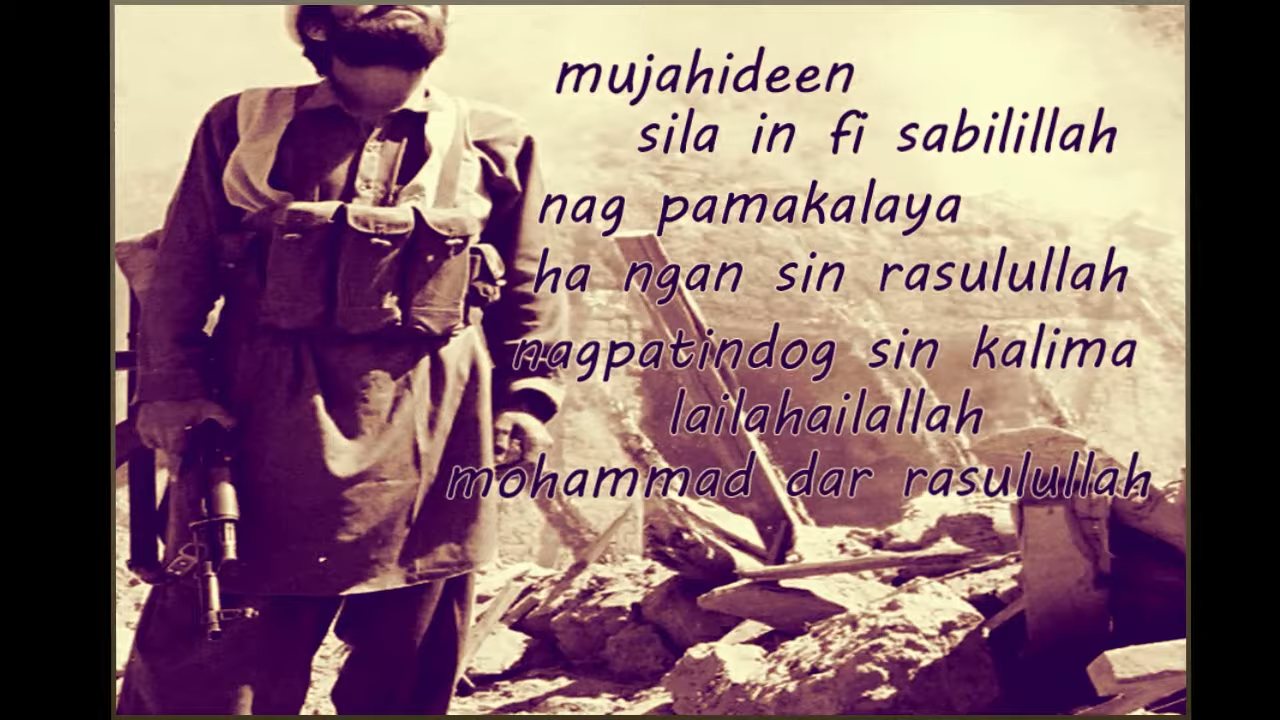 mujahideen
sila in fi sabilillah
nag pamakalaya
ha ngan sin rasulullah
nagpatindog sin kalima
lailahailallah
mohammad dar rasulullah